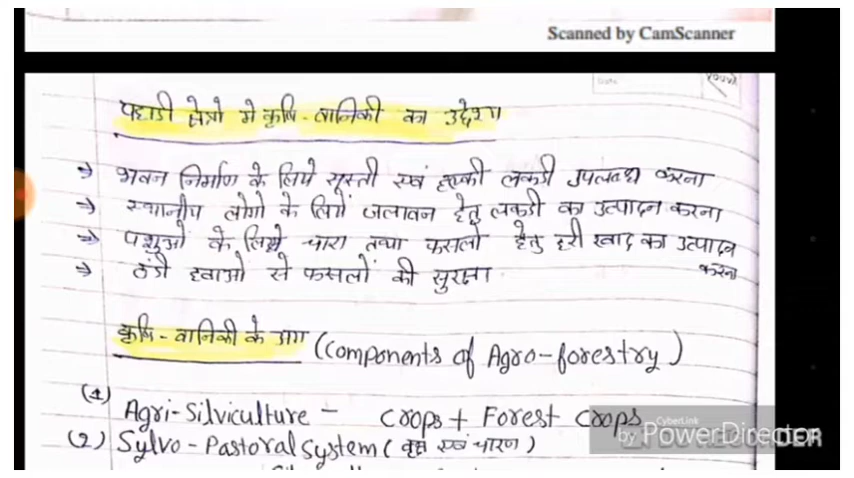 Scanned by CamScanner
पहाडी क्षेत्रो मे कृषि-वानिकी का उद्देश्य
→ भवन निर्माण के लिये सस्ती एवं हल्की लकडी उपलब्ध करना
→ स्थानीय लोगो के लिये जलावन हेतु लकडी का उत्पादन करना
→ पशुओ के लिये चारा तथा फसलो हेतु हरी खाद का उत्पादन करना
→ ठंडी हवाओ से फसलों की सुरक्षा
कृषि-वानिकी के अंग (Components of Agro-forestry)
(1) Agri-Silviculture - Crops + Forest Crops
(2) Sylvo-Pastoral System (वृक्ष एवं चारण)
CyberLink
by PowerDirector